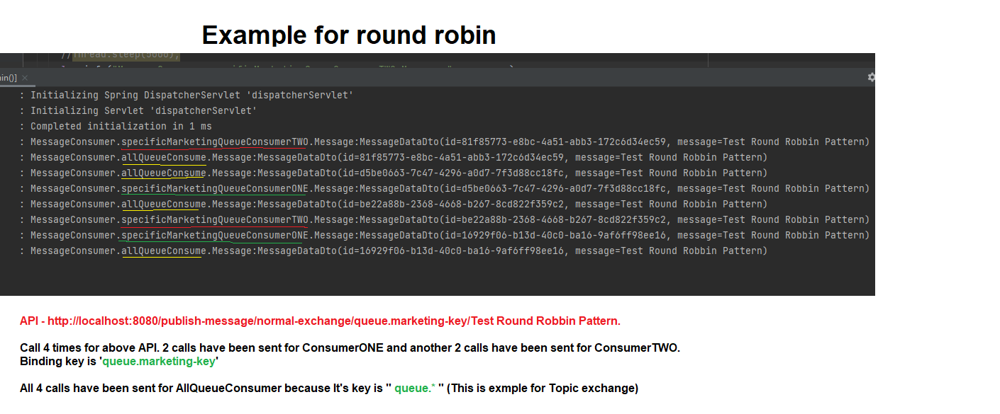 Example for round robin
//Thread.sleep(5000);
nin()] ×
: Initializing Spring DispatcherServlet 'dispatcherServlet'
: Initializing Servlet 'dispatcherServlet'
: Completed initialization in 1 ms
: MessageConsumer.specificMarketingQueueConsumerTWO.Message:MessageDataDto(id=81f85773-e8bc-4a51-abb3-172c6d34ec59, message=Test Round Robbin Pattern)
: MessageConsumer.allQueueConsume.Message:MessageDataDto(id=81f85773-e8bc-4a51-abb3-172c6d34ec59, message=Test Round Robbin Pattern)
: MessageConsumer.allQueueConsume.Message:MessageDataDto(id=d5be0663-7c47-4296-a0d7-7f3d88cc18fc, message=Test Round Robbin Pattern)
: MessageConsumer.specificMarketingQueueConsumerONE.Message:MessageDataDto(id=d5be0663-7c47-4296-a0d7-7f3d88cc18fc, message=Test Round Robbin Pattern)
: MessageConsumer.allQueueConsume.Message:MessageDataDto(id=be22a88b-2368-4668-b267-8cd822f359c2, message=Test Round Robbin Pattern)
: MessageConsumer.specificMarketingQueueConsumerTWO.Message:MessageDataDto(id=be22a88b-2368-4668-b267-8cd822f359c2, message=Test Round Robbin Pattern)
: MessageConsumer.specificMarketingQueueConsumerONE.Message:MessageDataDto(id=16929f06-b13d-40c0-ba16-9af6ff98ee16, message=Test Round Robbin Pattern)
: MessageConsumer.allQueueConsume.Message:MessageDataDto(id=16929f06-b13d-40c0-ba16-9af6ff98ee16, message=Test Round Robbin Pattern)
API - http://localhost:8080/publish-message/normal-exchange/queue.marketing-key/Test Round Robbin Pattern.
Call 4 times for above API. 2 calls have been sent for ConsumerONE and another 2 calls have been sent for ConsumerTWO.
Binding key is 'queue.marketing-key'
All 4 calls have been sent for AllQueueConsumer because It's key is " queue.* " (This is exmple for Topic exchange)